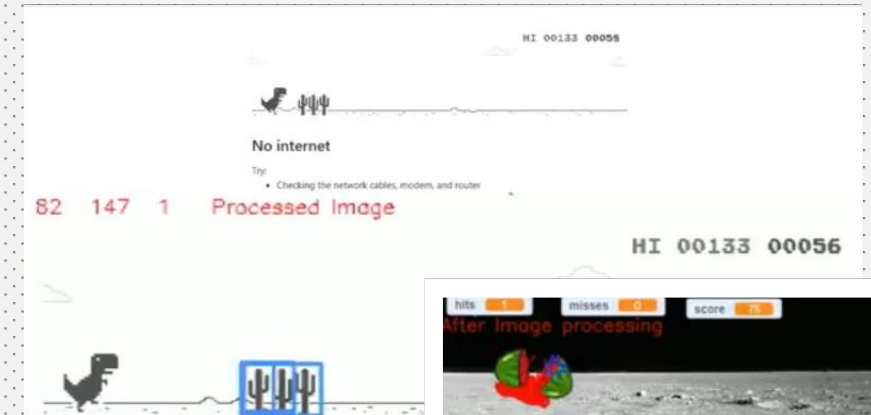 HI 00133 00055
No internet
Try:
• Checking the network cables, modem, and router
82 147 1 Processed Image
HI 00133 00056
hits 1 misses 0 score 75
After Image processing